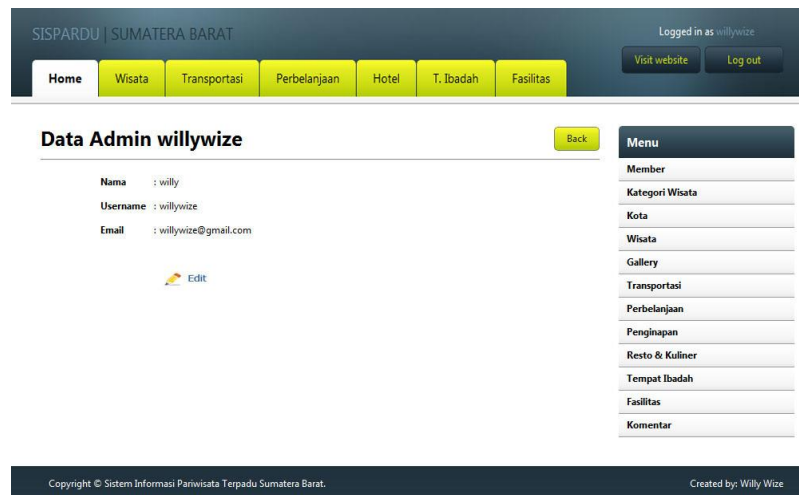 SISPARDU | SUMATERA BARAT
Logged in as willywize
Visit website
Log out
Home
Wisata
Transportasi
Perbelanjaan
Hotel
T. Ibadah
Fasilitas
Data Admin willywize
Back
Nama : willy
Username : willywize
Email : willywize@gmail.com
Edit
Menu
Member
Kategori Wisata
Kota
Wisata
Gallery
Transportasi
Perbelanjaan
Penginapan
Resto & Kuliner
Tempat Ibadah
Fasilitas
Komentar
Copyright © Sistem Informasi Pariwisata Terpadu Sumatera Barat.
Created by: Willy Wize